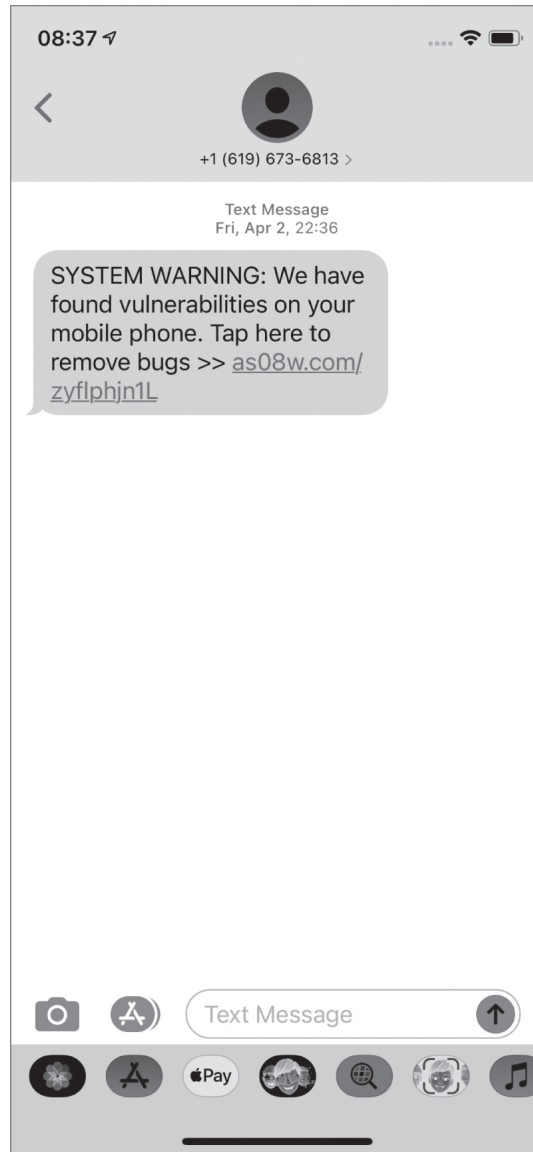 08:37
+1 (619) 673-6813 >
Text Message
Fri, Apr 2, 22:36
SYSTEM WARNING: We have
found vulnerabilities on your
mobile phone. Tap here to
remove bugs >> as08w.com/
zyflphjn1L
Text Message
Pay